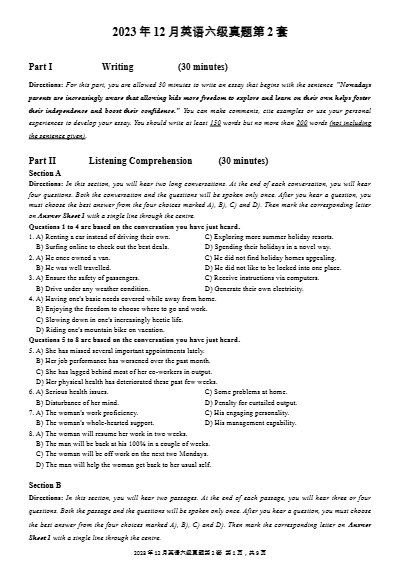 2023 年 12 月英语六级真题第 2 套
Part I Writing (30 minutes)
Directions: For this part, you are allowed 30 minutes to write an essay that begins with the sentence "Nowadays
parents are increasingly aware that allowing kids more freedom to explore and learn on their own helps foster
their independence and boost their confidence." You can make comments, cite examples or use your personal
experiences to develop your essay. You should write at least 150 words but no more than 200 words (not including
the sentence given).
Part II Listening Comprehension (30 minutes)
Section A
Directions: In this section, you will hear two long conversations. At the end of each conversation, you will hear
four questions. Both the conversation and the questions will be spoken only once. After you hear a question, you
must choose the best answer from the four choices marked A), B), C) and D). Then mark the corresponding letter
on Answer Sheet 1 with a single line through the centre.
Questions 1 to 4 are based on the conversation you have just heard.
1. A) Renting a car instead of driving their own. C) Exploring more summer holiday resorts.
B) Surfing online to check out the best deals. D) Spending their holidays in a novel way.
2. A) He once owned a van. C) He did not find holiday homes appealing.
B) He was well travelled. D) He did not like to be locked into one place.
3. A) Ensure the safety of passengers. C) Receive instructions via computers.
B) Drive under any weather condition. D) Generate their own electricity.
4. A) Having one's basic needs covered while away from home.
B) Enjoying the freedom to choose where to go and work.
C) Slowing down in one's increasingly hectic life.
D) Riding one's mountain bike on vacation.
Questions 5 to 8 are based on the conversation you have just heard.
5. A) She has missed several important appointments lately.
B) Her job performance has worsened over the past month.
C) She has lagged behind most of her co-workers in output.
D) Her physical health has deteriorated these past few weeks.
6. A) Serious health issues. C) Some problems at home.
B) Disturbance of her mind. D) Penalty for curtailed output.
7. A) The woman's work proficiency. C) His engaging personality.
B) The woman's whole-hearted support. D) His management capability.
8. A) The woman will resume her work in two weeks.
B) The man will be back at his 100% in a couple of weeks.
C) The woman will be off work on the next two Mondays.
D) The man will help the woman get back to her usual self.
Section B
Directions: In this section, you will hear two passages. At the end of each passage, you will hear three or four
questions. Both the passage and the questions will be spoken only once. After you hear a question, you must choose
the best answer from the four choices marked A), B), C) and D). Then mark the corresponding letter on Answer
Sheet 1 with a single line through the centre.
2023 年 12 月英语六级真题第 2 套 第 1 页，共 9 页